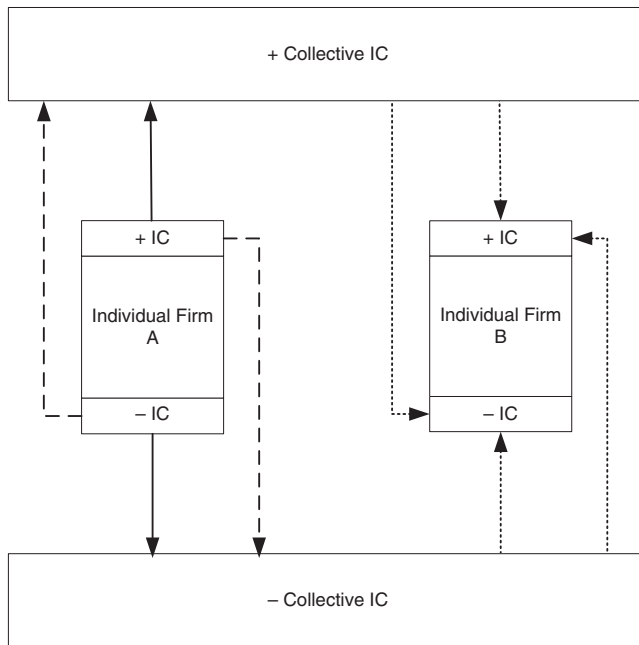 + Collective IC
+ IC
Individual Firm
A
– IC
+ IC
Individual Firm
B
– IC
– Collective IC